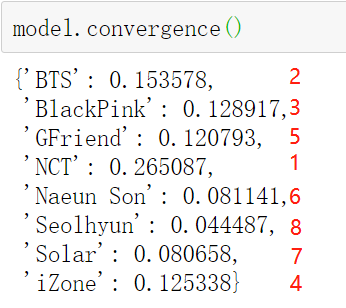 model.convergence()
{'BTS': 0.153578, 2
'BlackPink': 0.128917, 3
'GFriend': 0.120793, 5
'NCT': 0.265087, 1
'Naeun Son': 0.081141, 6
'Seolhyun': 0.044487, 8
'Solar': 0.080658, 7
'iZone': 0.125338} 4